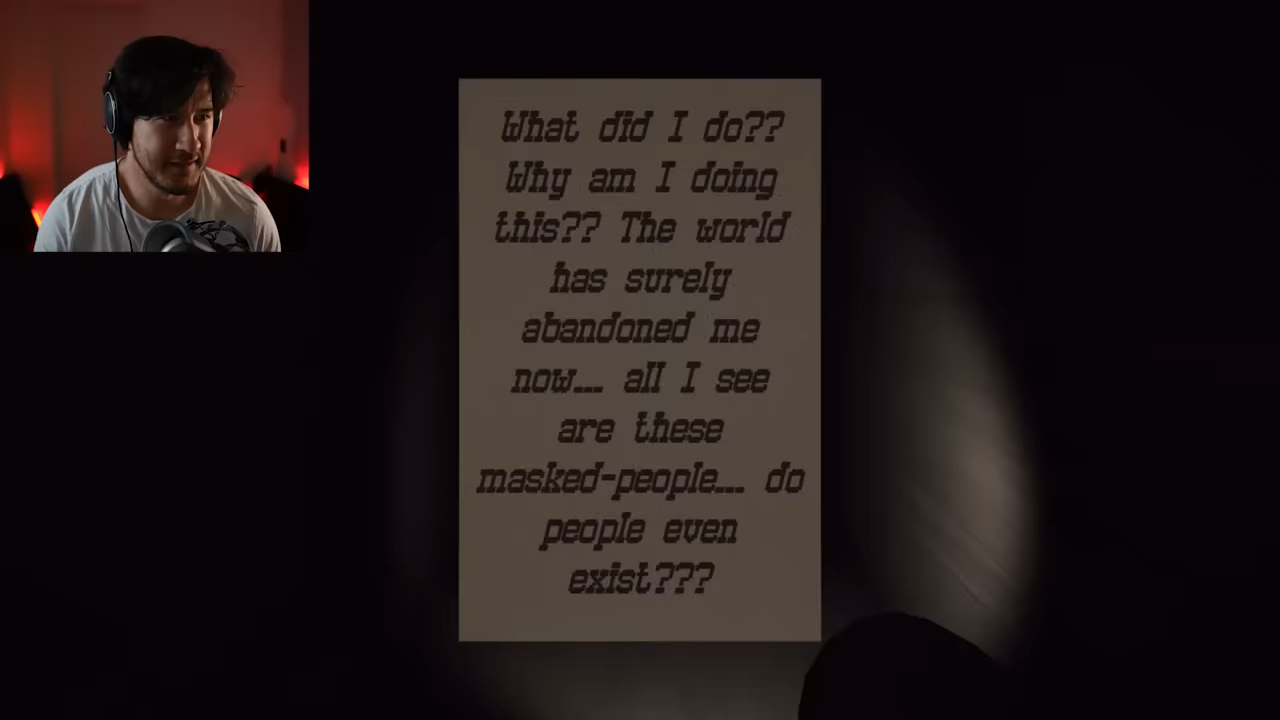 What did I do??
Why am I doing
this?? The world
has surely
abandoned me
now... all I see
are these
masked-people... do
people even
exist???